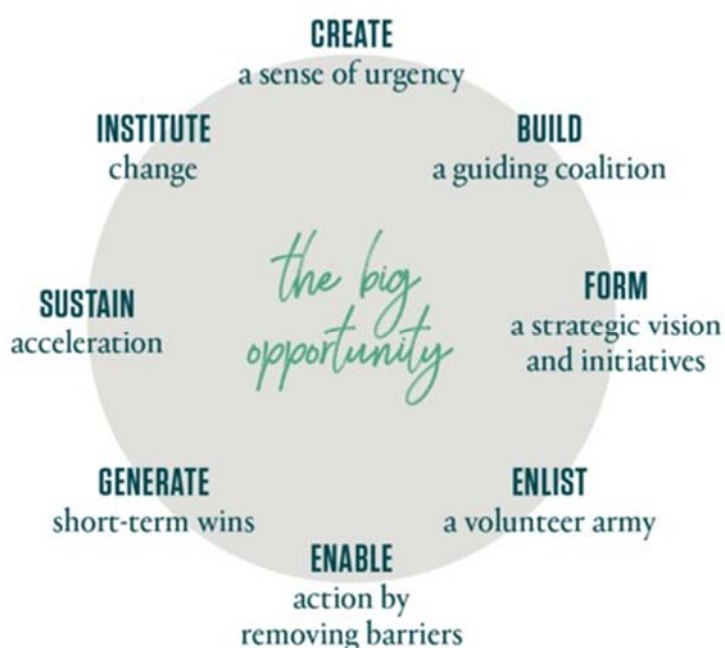 CREATE
a sense of urgency
BUILD
a guiding coalition
FORM
a strategic vision
and initiatives
ENLIST
a volunteer army
ENABLE
action by
removing barriers
GENERATE
short-term wins
SUSTAIN
acceleration
INSTITUTE
change
the big
opportunity